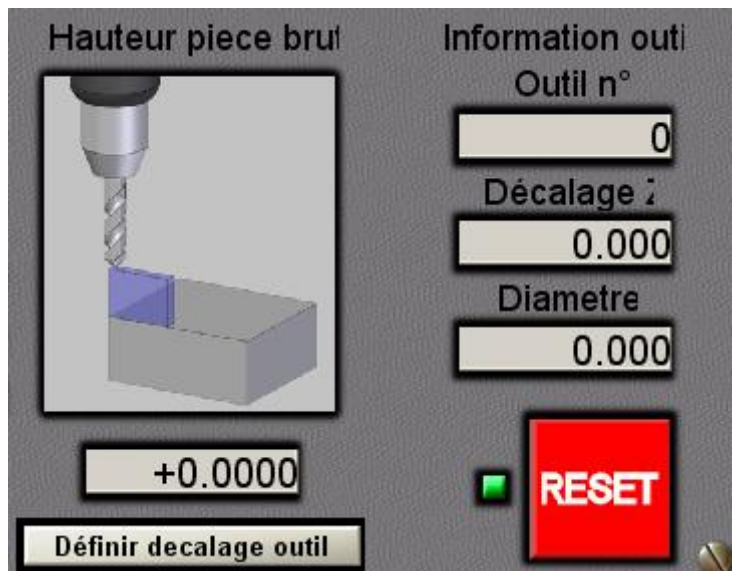 Hauteur piece brut
+0.0000
Définir decalage outil
Information outi
Outil n°
0
Décalage
0.000
Diametre
0.000
RESET